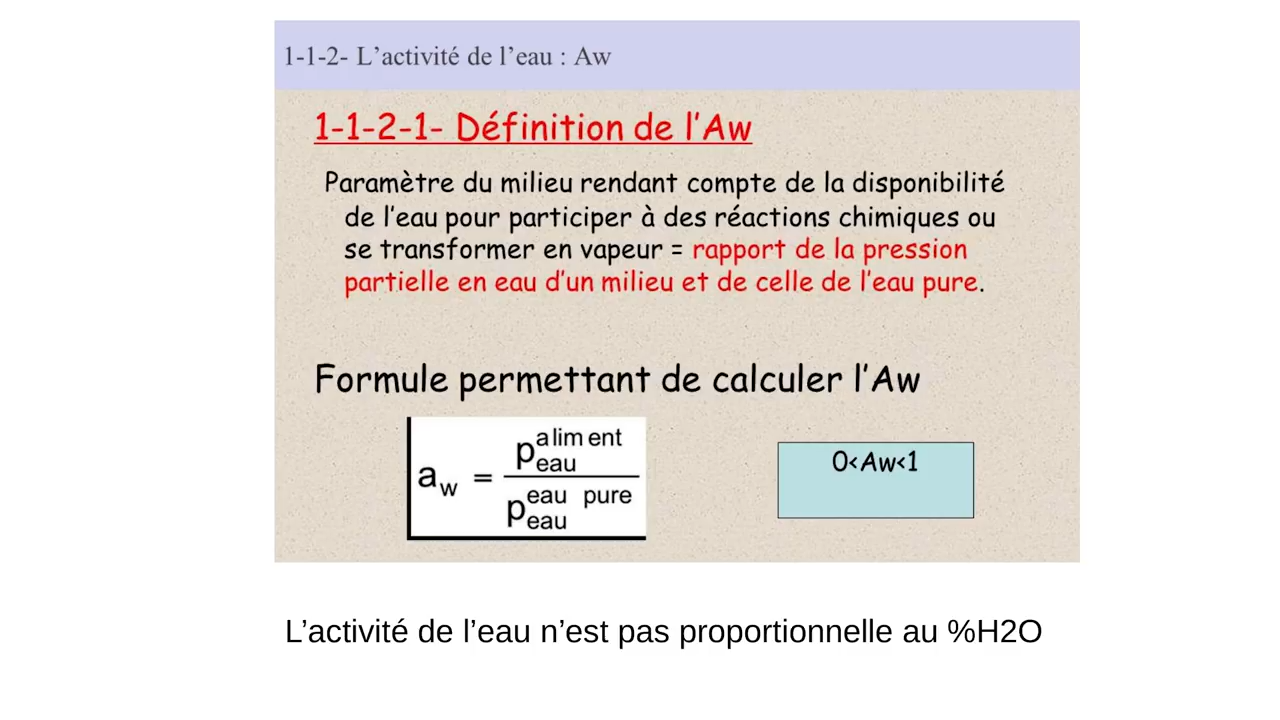 1-1-2- L’activité de l’eau : Aw
1-1-2-1- Définition de l’Aw
Paramètre du milieu rendant compte de la disponibilité
de l’eau pour participer à des réactions chimiques ou
se transformer en vapeur = rapport de la pression
partielle en eau d’un milieu et de celle de l’eau pure.
Formule permettant de calculer l’Aw
a_w = p_eau^aliment / p_eau^eau pure
0<Aw<1
L’activité de l’eau n’est pas proportionnelle au %H2O